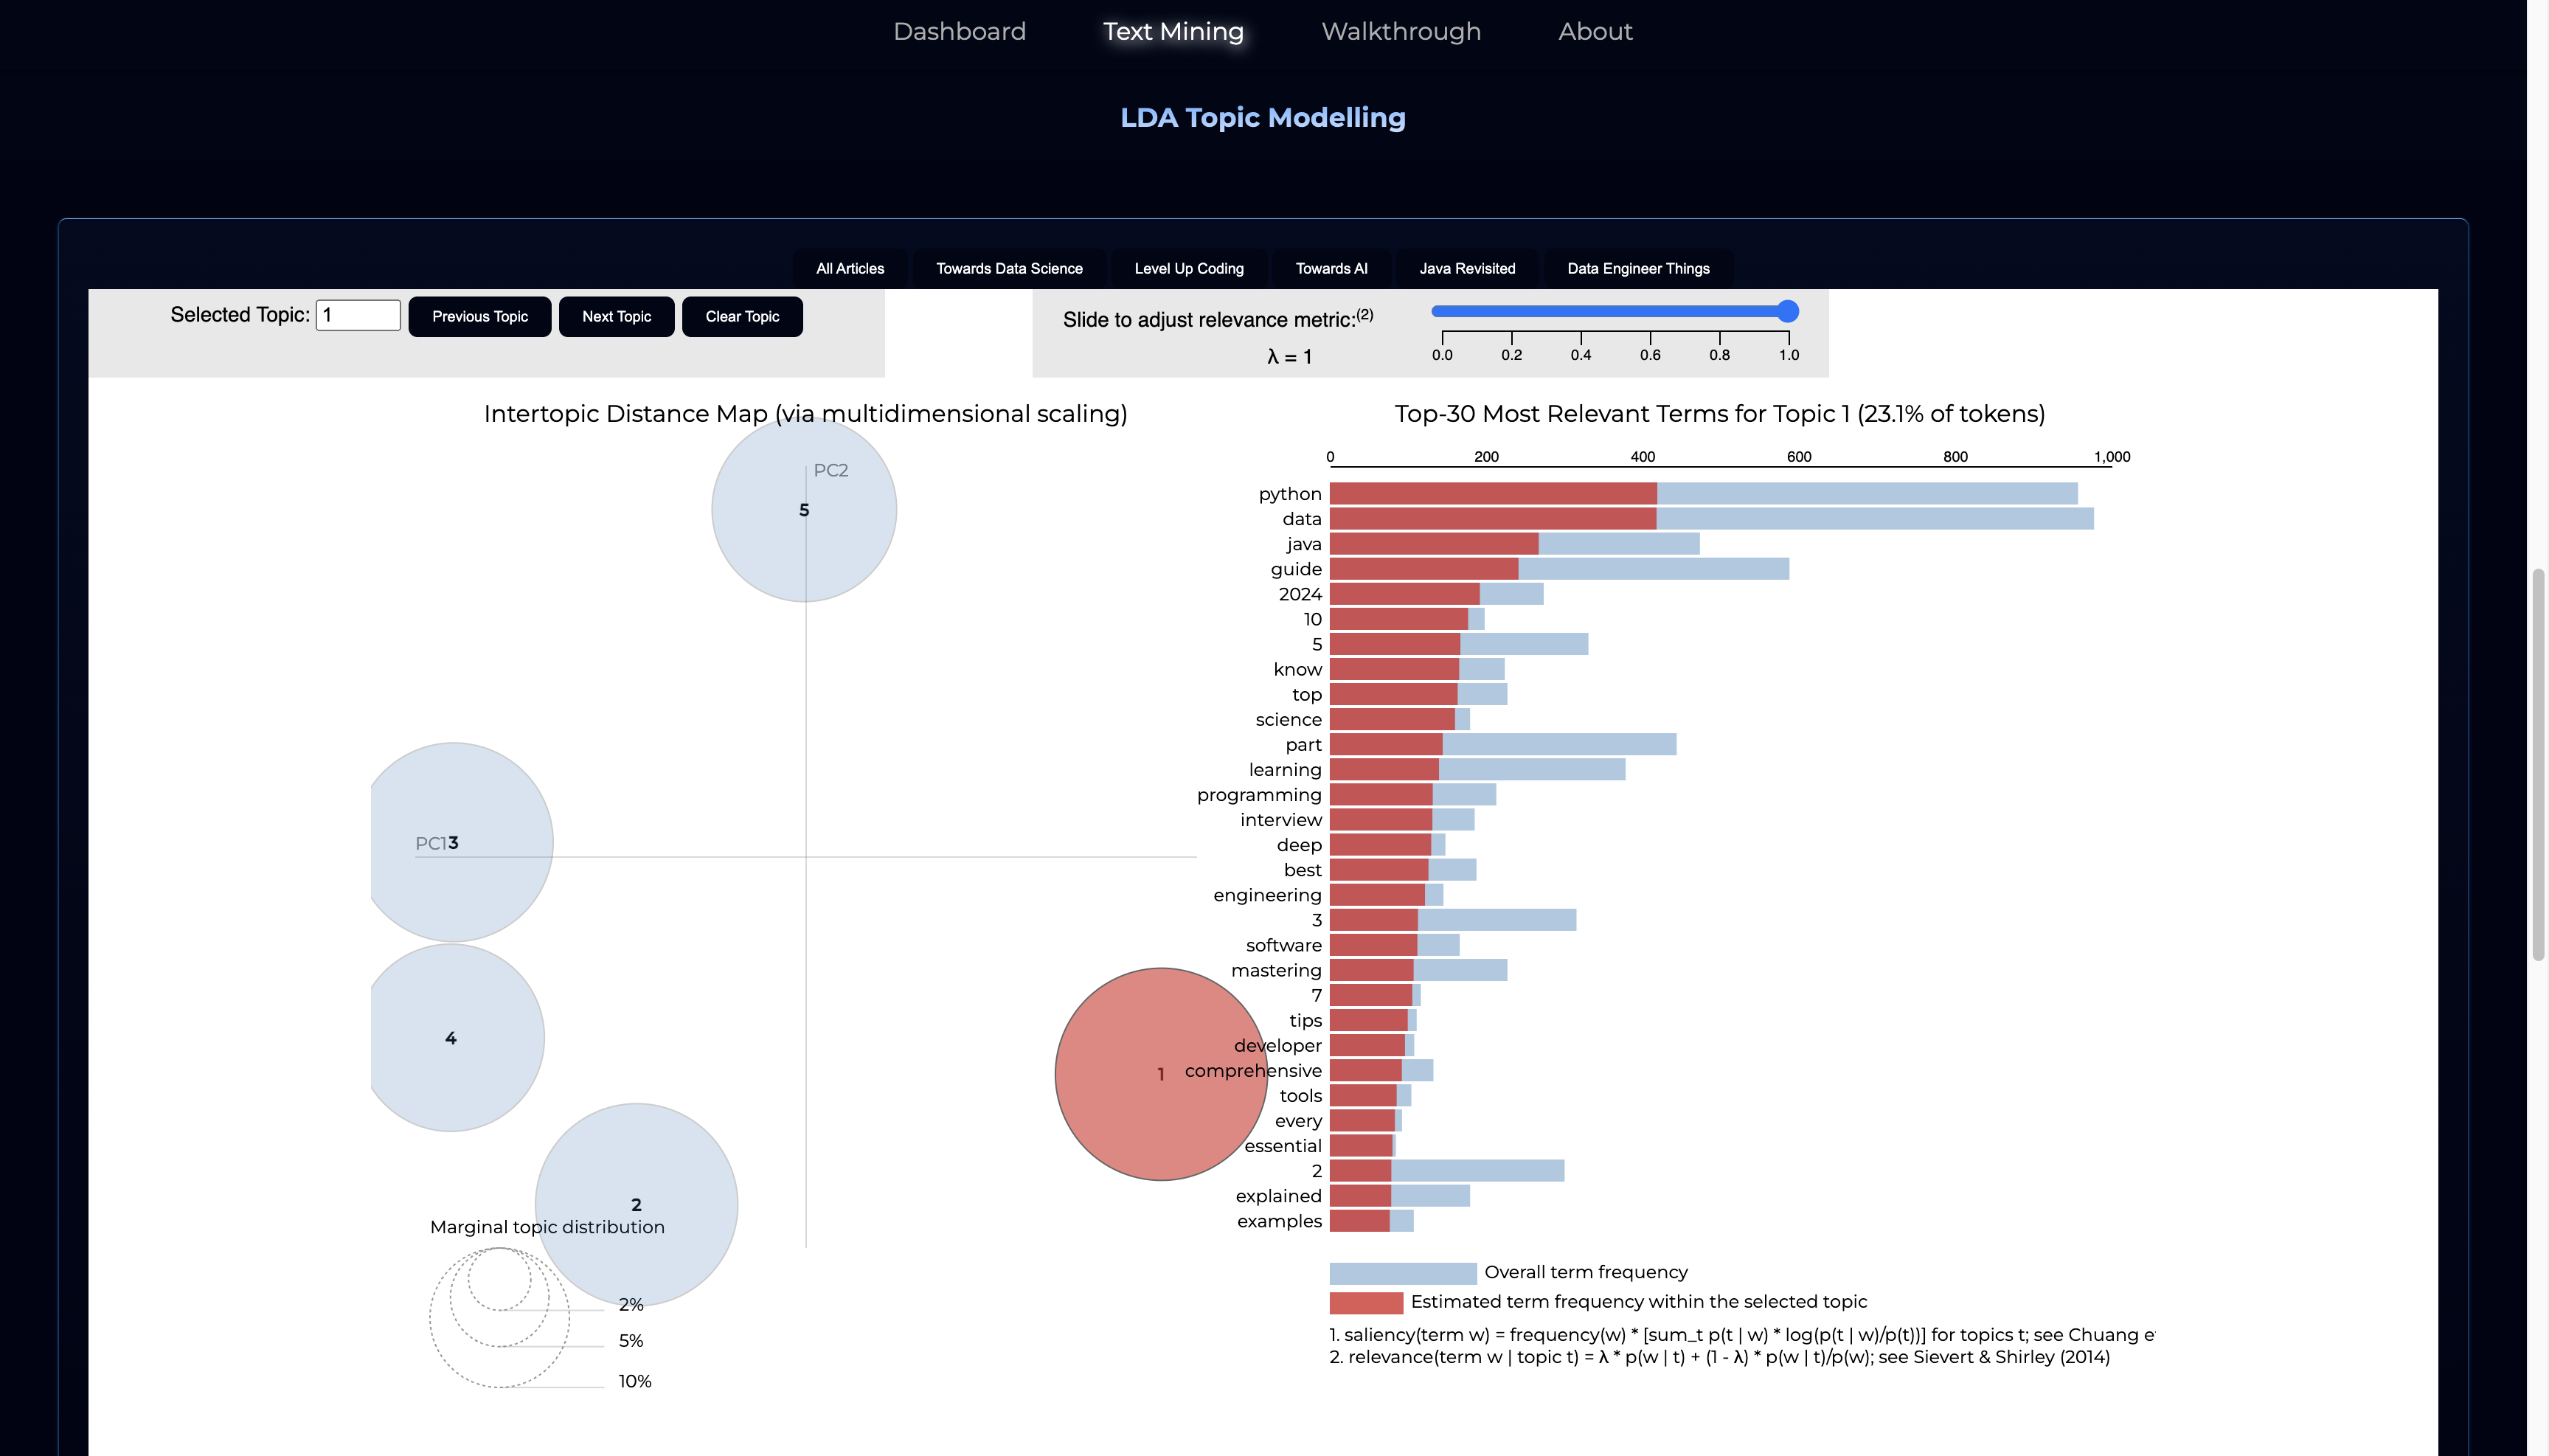 Dashboard Text Mining Walkthrough About
LDA Topic Modelling
All Articles Towards Data Science Level Up Coding Towards AI Java Revisited Data Engineer Things
Selected Topic: 1 Previous Topic Next Topic Clear Topic
Slide to adjust relevance metric:(2)
λ = 1
0.0 0.2 0.4 0.6 0.8 1.0
Intertopic Distance Map (via multidimensional scaling)
PC2
5
PC1
3
4
1
2
Marginal topic distribution
2%
5%
10%
Top-30 Most Relevant Terms for Topic 1 (23.1% of tokens)
0 200 400 600 800 1,000
python
data
java
guide
2024
10
5
know
top
science
part
learning
programming
interview
deep
best
engineering
3
software
mastering
7
tips
developer
comprehensive
tools
every
essential
2
explained
examples
Overall term frequency
Estimated term frequency within the selected topic
1. saliency(term w) = frequency(w) * [sum_t p(t | w) * log(p(t | w)/p(t))] for topics t; see Chuang e
2. relevance(term w | topic t) = λ * p(w | t) + (1 - λ) * p(w | t)/p(w); see Sievert & Shirley (2014)